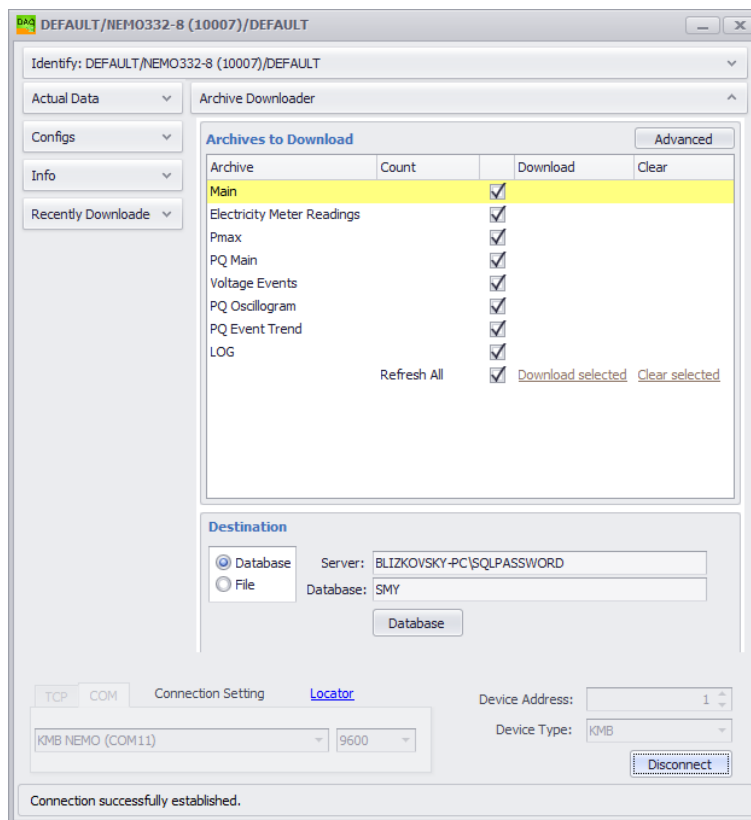 DAQ DEFAULT/NEMO332-8 (10007)/DEFAULT
Identify: DEFAULT/NEMO332-8 (10007)/DEFAULT
Actual Data
Archive Downloader
Configs
Info
Recently Downloade
Archives to Download
Advanced
Archive Count Download Clear
Main
Electricity Meter Readings
Pmax
PQ Main
Voltage Events
PQ Oscillogram
PQ Event Trend
LOG
Refresh All Download selected Clear selected
Destination
Database
File
Server: BLIZKOVSKY-PC\SQLPASSWORD
Database: SMY
Database
TCP COM Connection Setting Locator
KMB NEMO (COM11) 9600
Device Address: 1
Device Type: KMB
Disconnect
Connection successfully established.